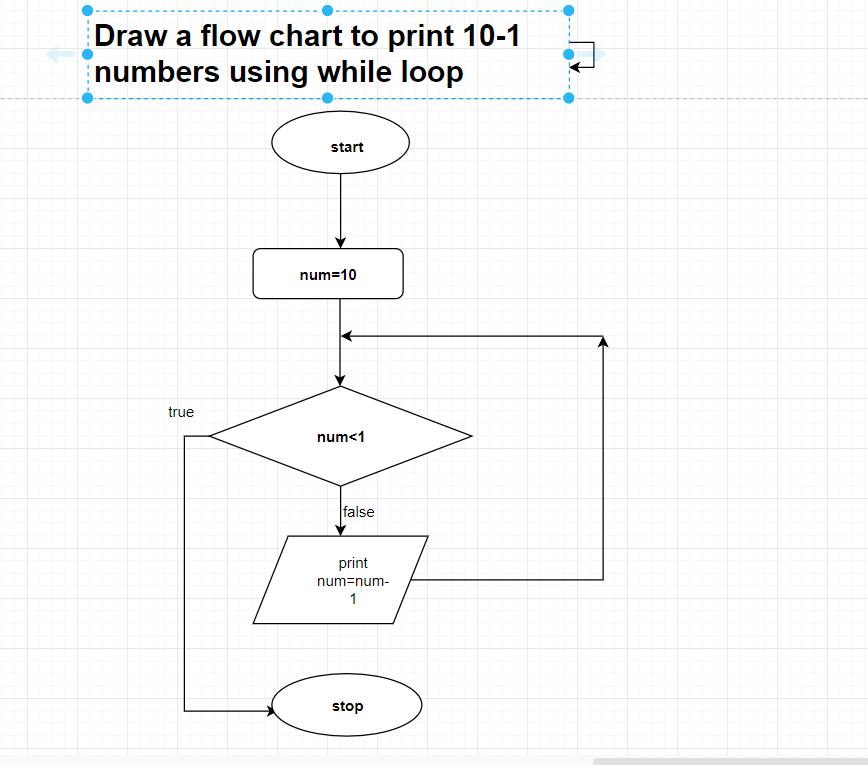 Draw a flow chart to print 10-1
numbers using while loop
start
num=10
true
num<1
false
print
num=num-
1
stop